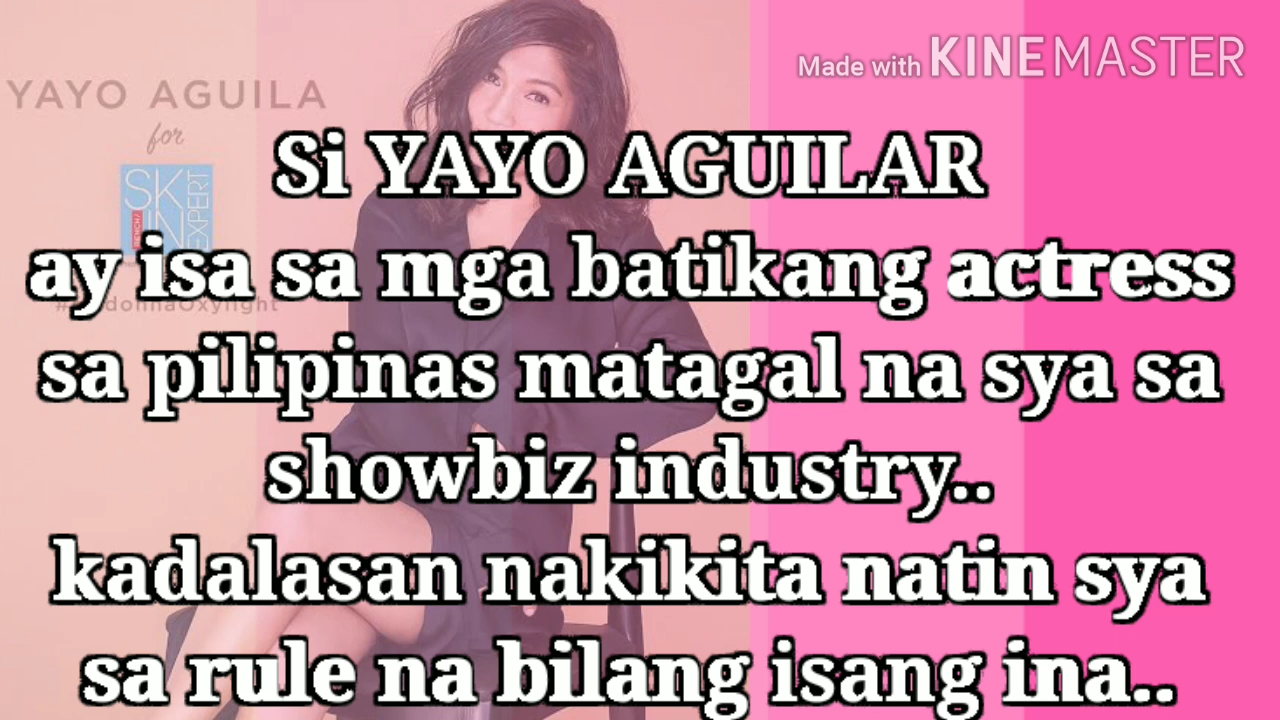 Made with KINEMASTER
YAYO AGUILA
for
SKIN
EXPERT
Si YAYO AGUILAR
ay isa sa mga batikang actress
sa pilipinas matagal na sya sa
showbiz industry..
kadalasan nakikita natin sya
sa rule na bilang isang ina..